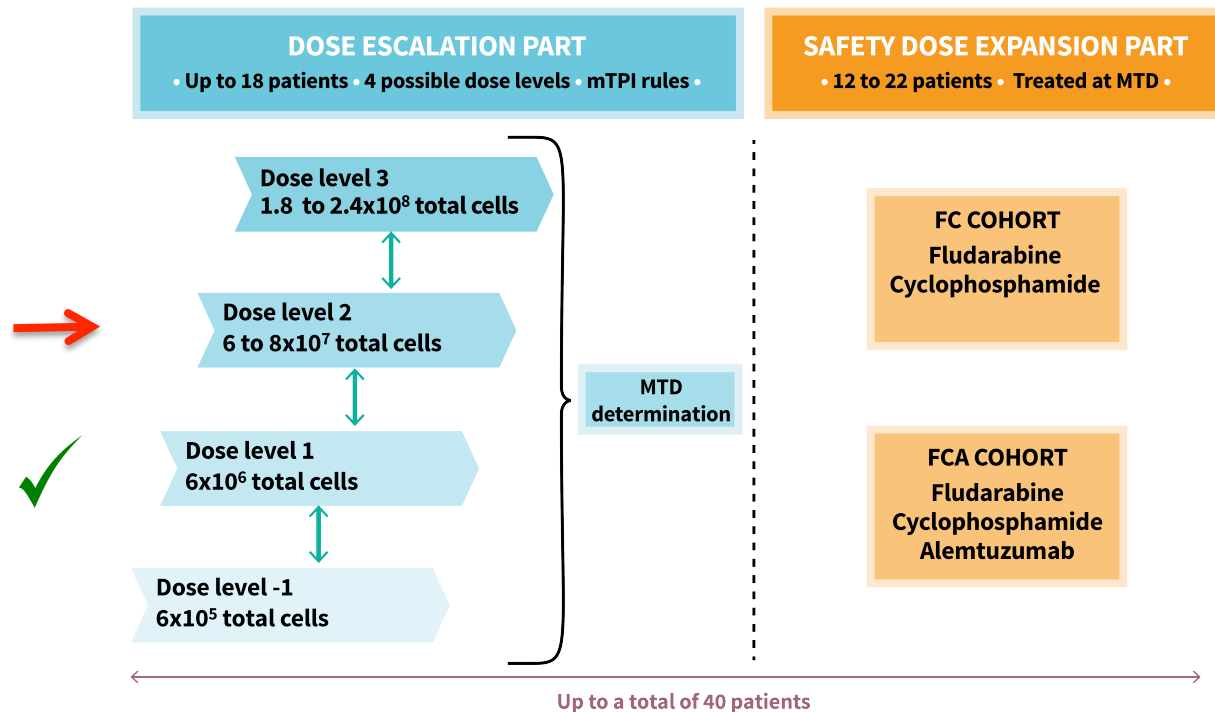 DOSE ESCALATION PART
• Up to 18 patients • 4 possible dose levels • mTPI rules •
SAFETY DOSE EXPANSION PART
• 12 to 22 patients • Treated at MTD •
Dose level 3
1.8 to 2.4x10⁸ total cells
Dose level 2
6 to 8x10⁷ total cells
Dose level 1
6x10⁶ total cells
Dose level -1
6x10⁵ total cells
MTD
determination
FC COHORT
Fludarabine
Cyclophosphamide
FCA COHORT
Fludarabine
Cyclophosphamide
Alemtuzumab
Up to a total of 40 patients